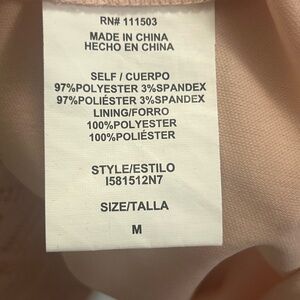 RN# 111503
MADE IN CHINA
HECHO EN CHINA
SELF / CUERPO
97%POLYESTER 3%SPANDEX
97%POLIÉSTER 3%SPANDEX
LINING/FORRO
100%POLYESTER
100%POLIÉSTER
STYLE/ESTILO
I581512N7
SIZE/TALLA
M